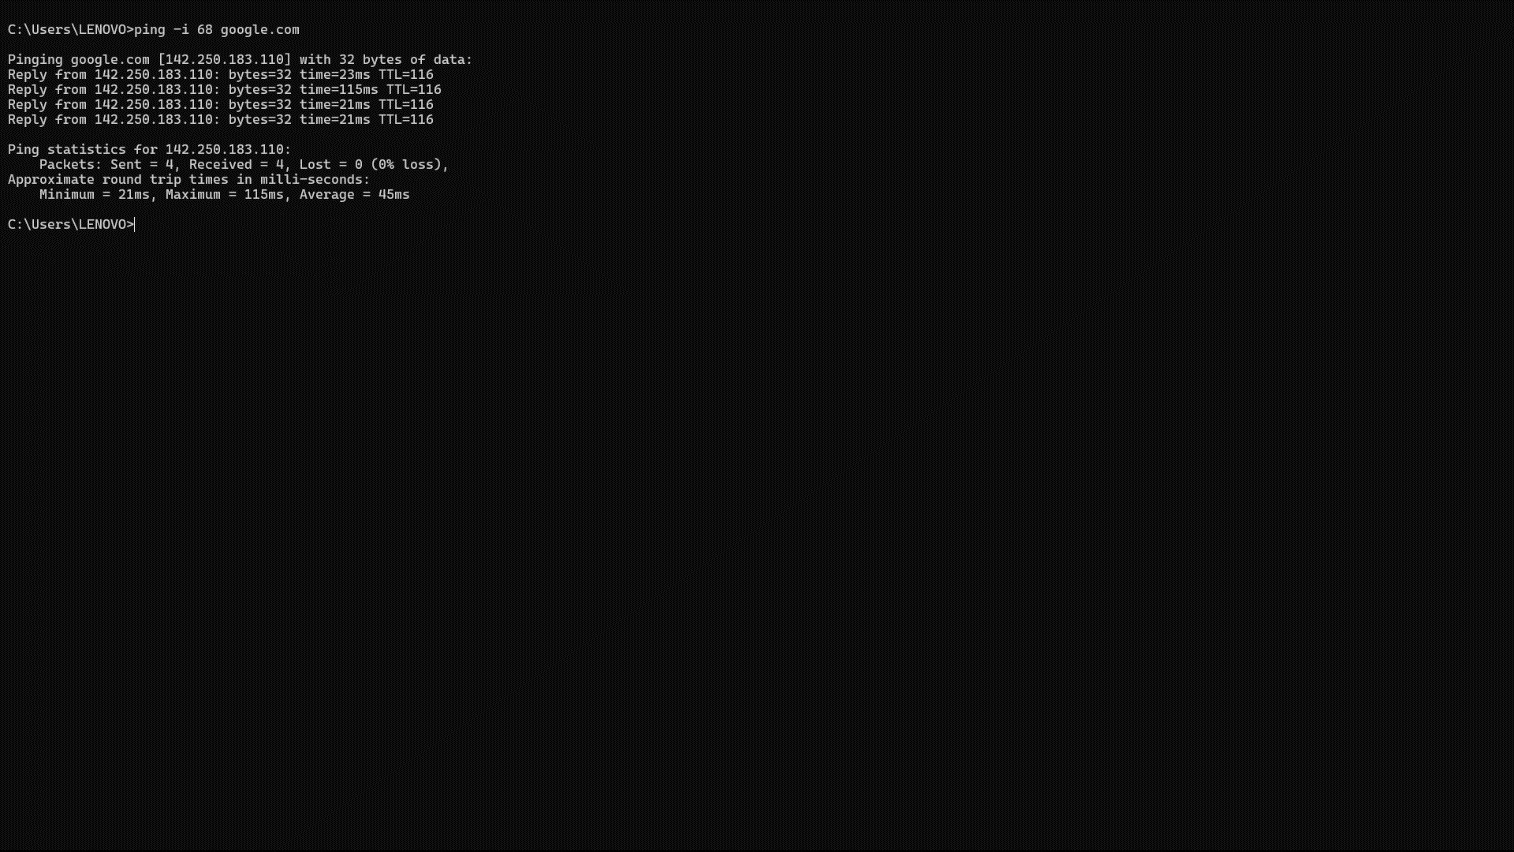 C:\Users\LENOVO>ping -i 68 google.com
Pinging google.com [142.250.183.110] with 32 bytes of data:
Reply from 142.250.183.110: bytes=32 time=23ms TTL=116
Reply from 142.250.183.110: bytes=32 time=115ms TTL=116
Reply from 142.250.183.110: bytes=32 time=21ms TTL=116
Reply from 142.250.183.110: bytes=32 time=21ms TTL=116
Ping statistics for 142.250.183.110:
    Packets: Sent = 4, Received = 4, Lost = 0 (0% loss),
Approximate round trip times in milli-seconds:
    Minimum = 21ms, Maximum = 115ms, Average = 45ms
C:\Users\LENOVO>